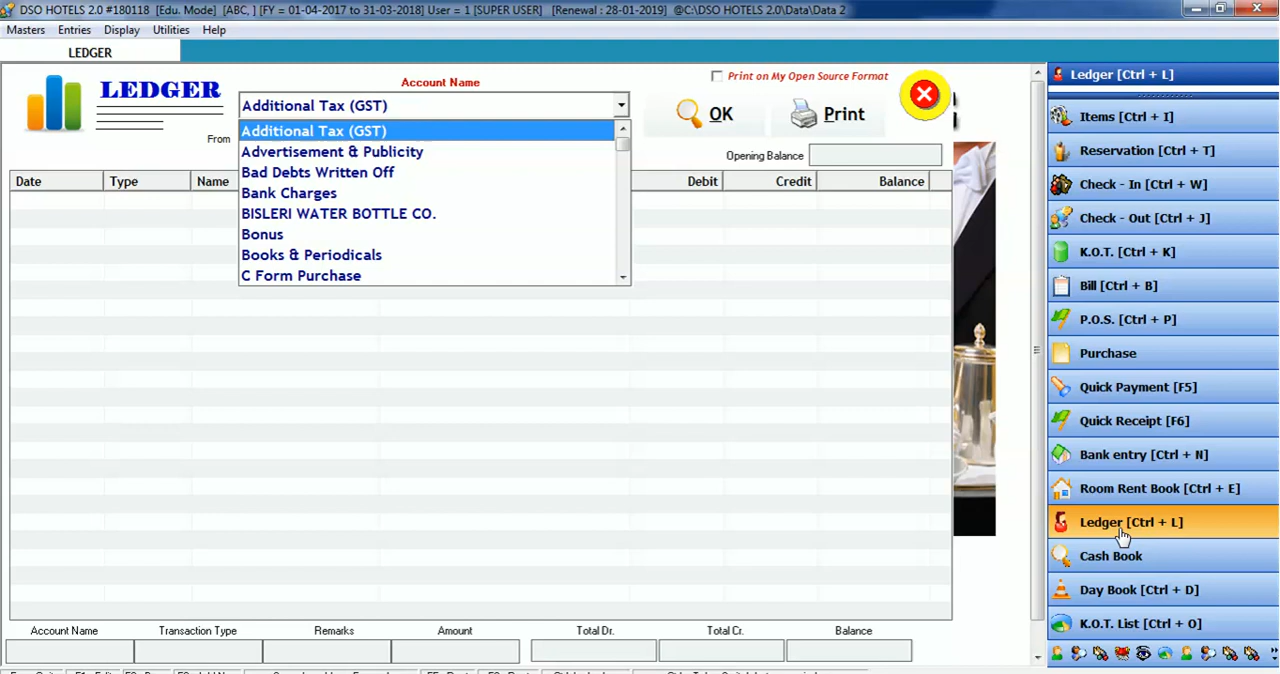 DSO HOTELS 2.0 #180118 [Edu. Mode] [ABC, ] [FY = 01-04-2017 to 31-03-2018] User = 1 [SUPER USER] [Renewal : 28-01-2019] @C:\DSO HOTELS 2.0\Data\Data 2
Masters Entries Display Utilities Help
LEDGER
LEDGER
Account Name
Print on My Open Source Format
Additional Tax (GST)
OK
Print
From
Opening Balance
Additional Tax (GST)
Advertisement & Publicity
Bad Debts Written Off
Bank Charges
BISLERI WATER BOTTLE CO.
Bonus
Books & Periodicals
C Form Purchase
Date Type Name Debit Credit Balance
Account Name Transaction Type Remarks Amount Total Dr. Total Cr. Balance
Ledger [Ctrl + L]
Items [Ctrl + I]
Reservation [Ctrl + T]
Check - In [Ctrl + W]
Check - Out [Ctrl + J]
K.O.T. [Ctrl + K]
Bill [Ctrl + B]
P.O.S. [Ctrl + P]
Purchase
Quick Payment [F5]
Quick Receipt [F6]
Bank entry [Ctrl + N]
Room Rent Book [Ctrl + E]
Ledger [Ctrl + L]
Cash Book
Day Book [Ctrl + D]
K.O.T. List [Ctrl + O]